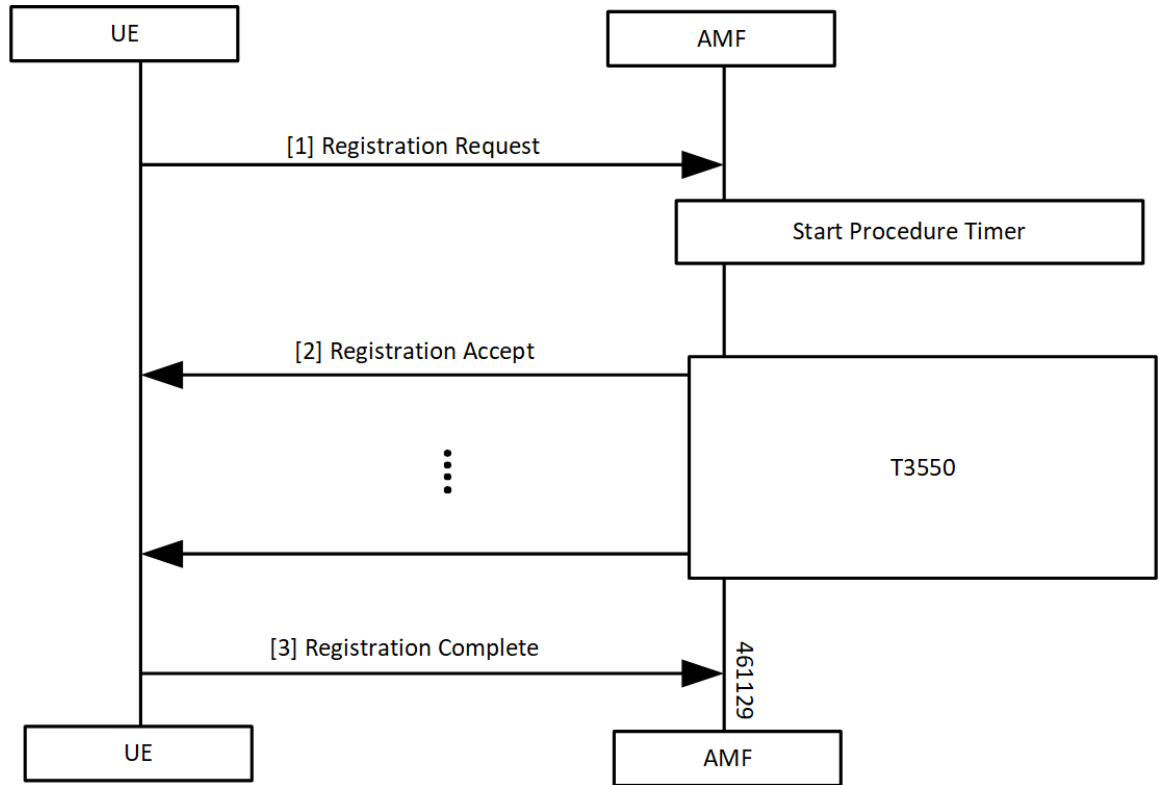 UE
AMF
[1] Registration Request
Start Procedure Timer
[2] Registration Accept
T3550
[3] Registration Complete
461129
UE
AMF